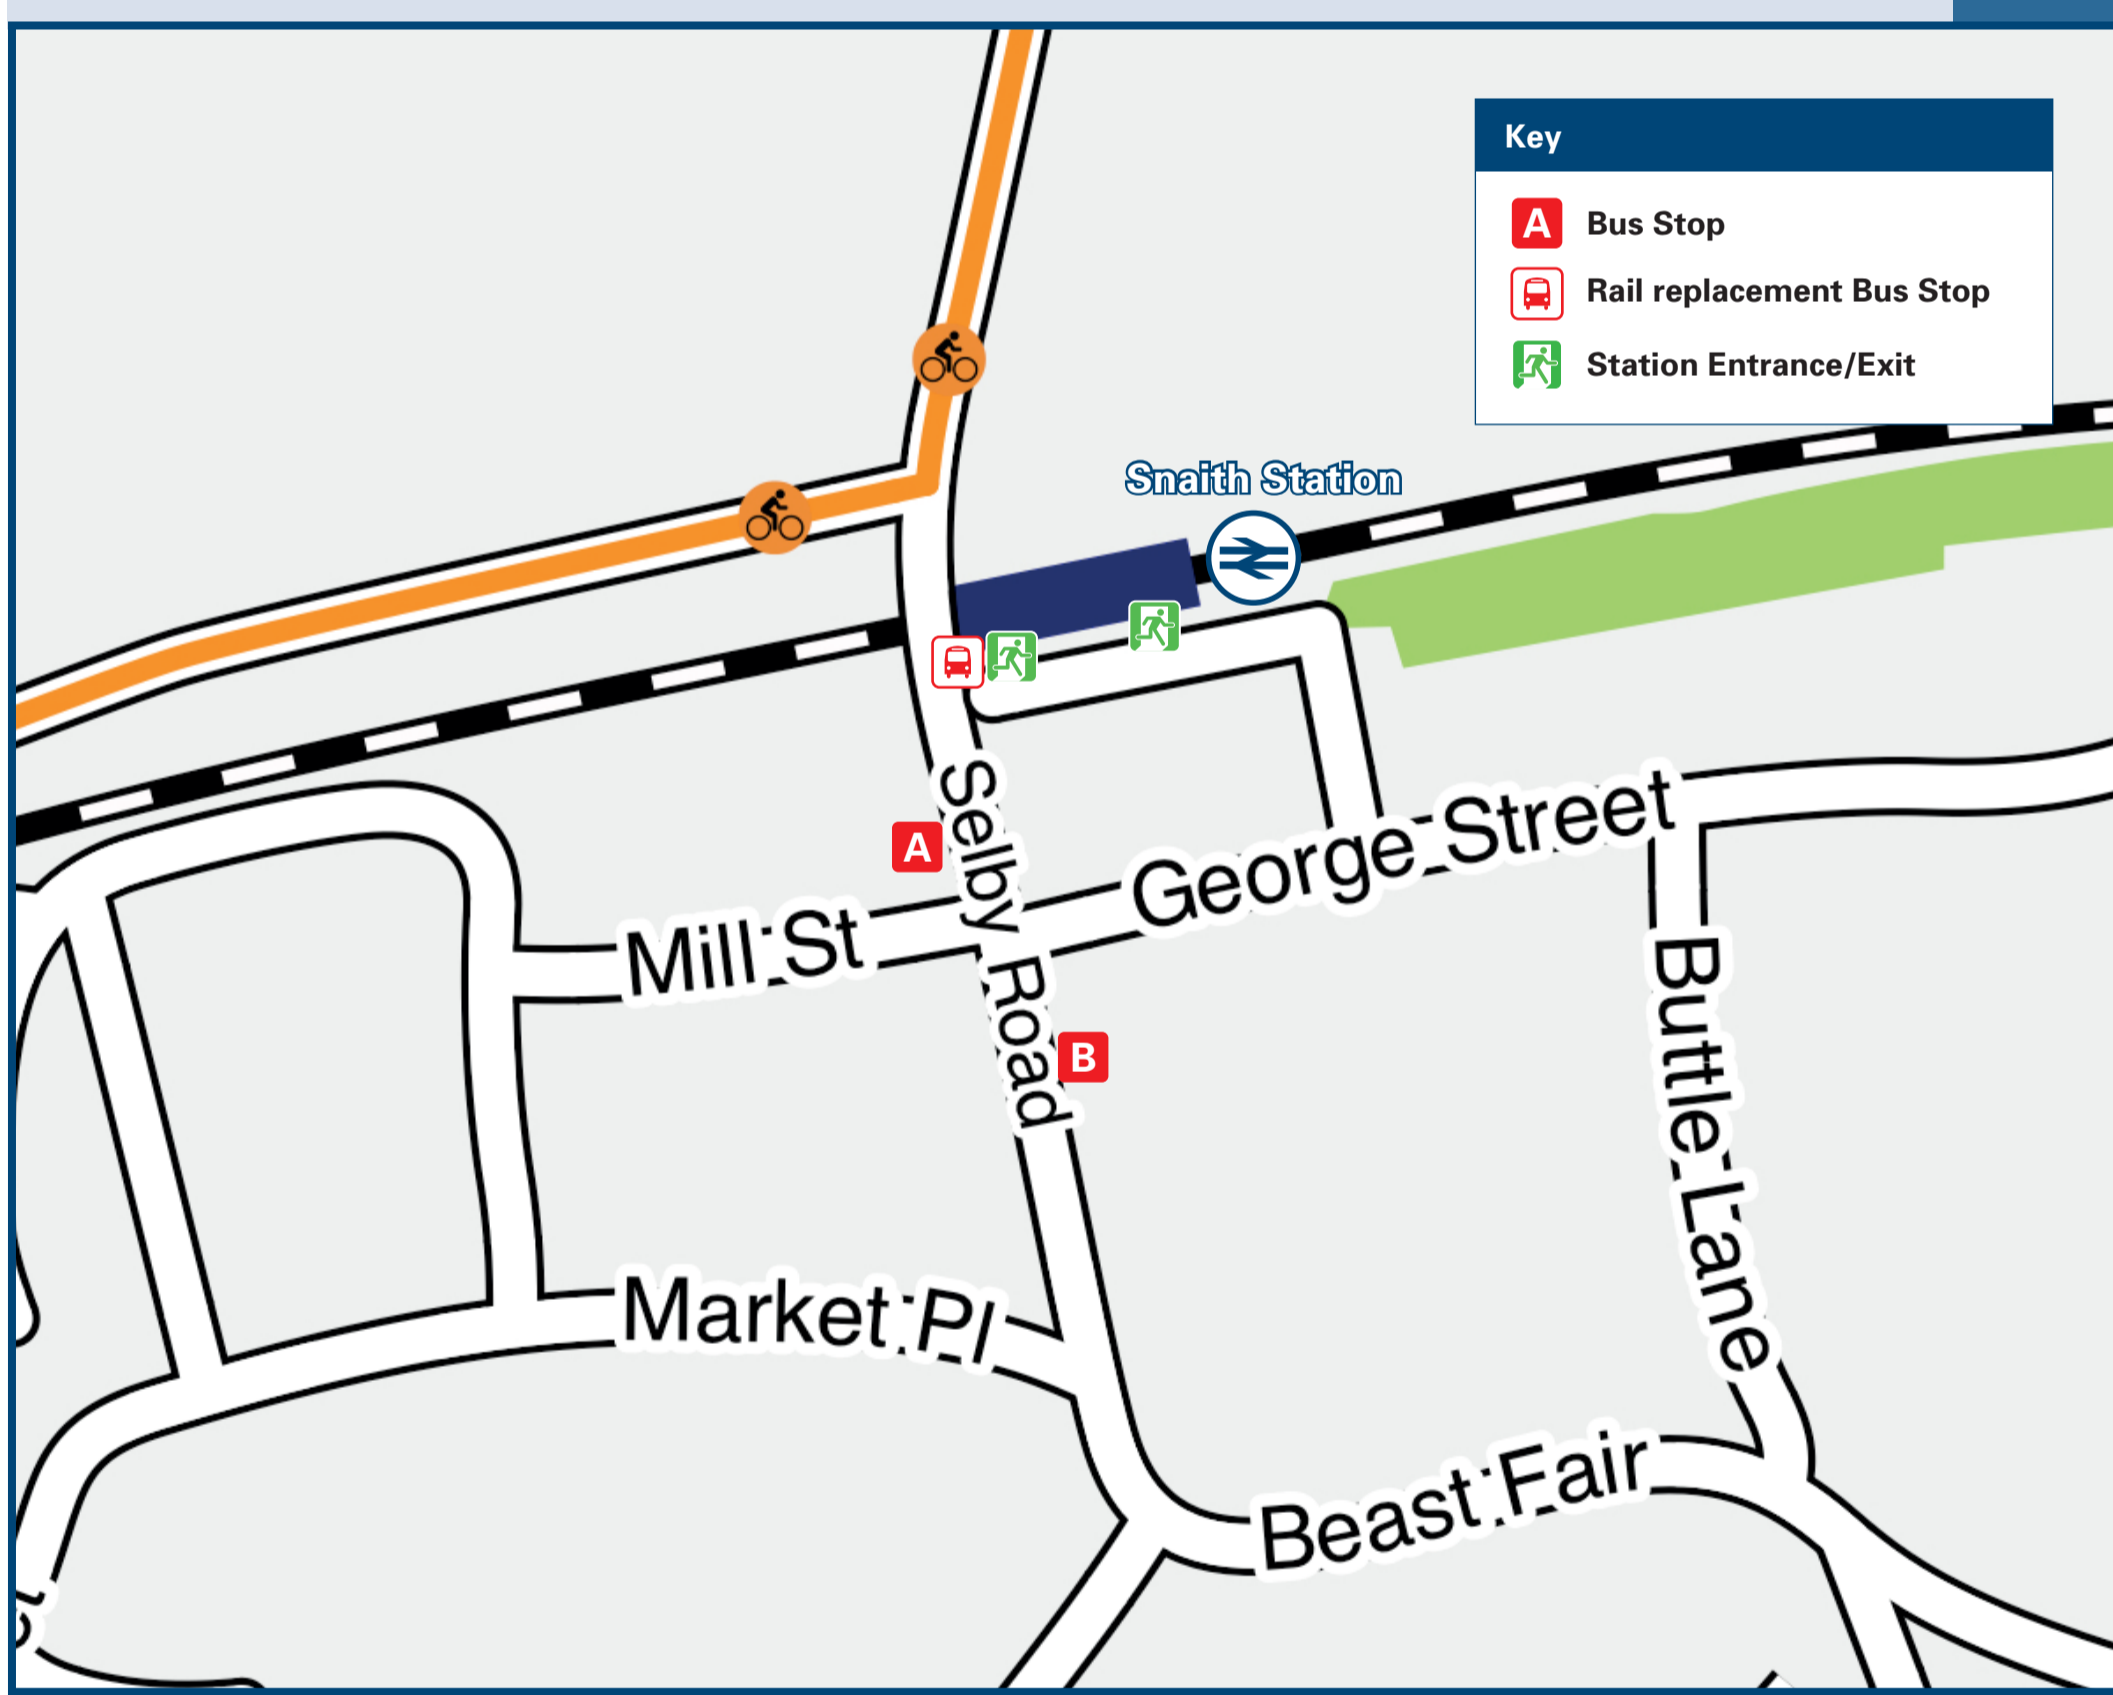 Key
A Bus Stop
Rail replacement Bus Stop
Station Entrance/Exit
Snaith Station
Selby Road
A
George Street
Mill St
B
Buttle Lane
Market Pl
Beast Fair